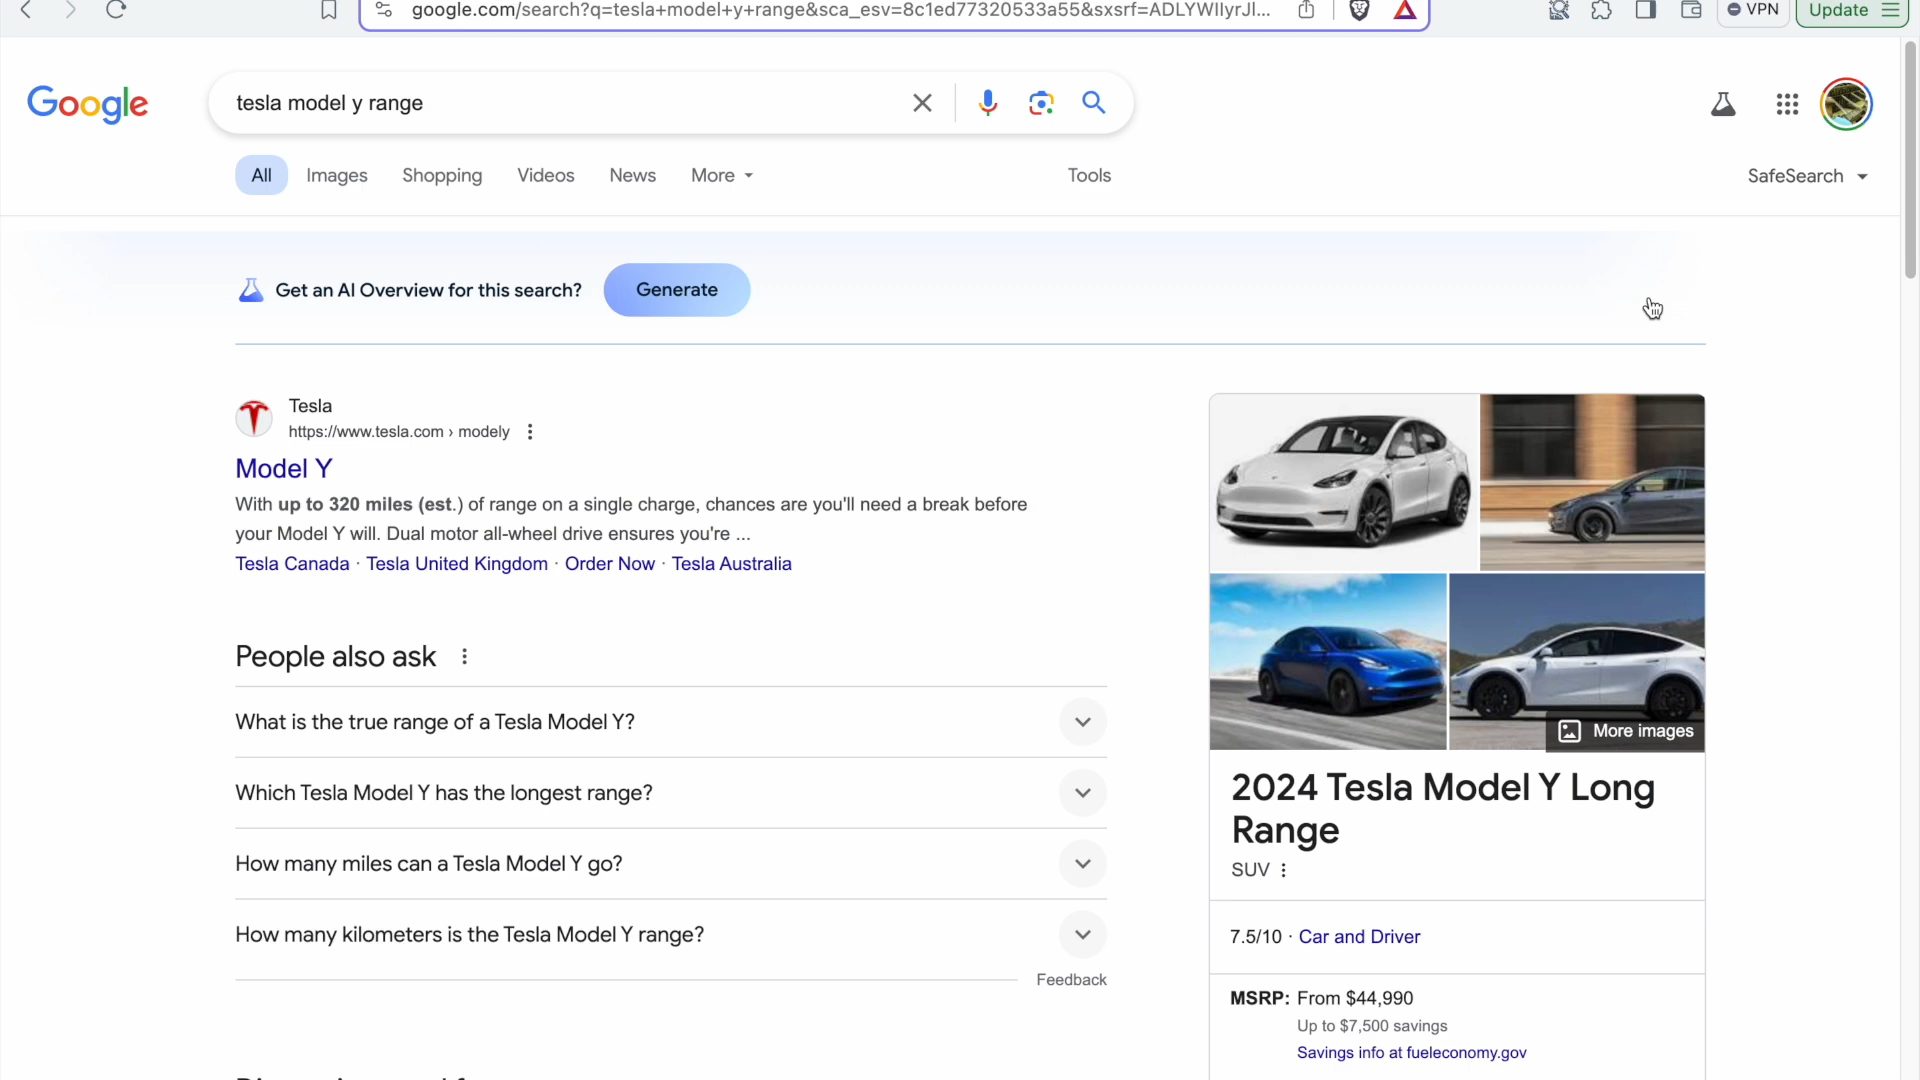 google.com/search?q=tesla+model+y+range&sca_esv=8c1ed77320533a55&sxsrf=ADLYWIIyrJl...
VPN
Update
Google
tesla model y range
All
Images
Shopping
Videos
News
More
Tools
SafeSearch
Get an AI Overview for this search?
Generate
Tesla
https://www.tesla.com › modely
Model Y
With up to 320 miles (est.) of range on a single charge, chances are you'll need a break before
your Model Y will. Dual motor all-wheel drive ensures you're ...
Tesla Canada · Tesla United Kingdom · Order Now · Tesla Australia
People also ask
What is the true range of a Tesla Model Y?
Which Tesla Model Y has the longest range?
How many miles can a Tesla Model Y go?
How many kilometers is the Tesla Model Y range?
Feedback
More images
2024 Tesla Model Y Long
Range
SUV
7.5/10 · Car and Driver
MSRP: From $44,990
Up to $7,500 savings
Savings info at fueleconomy.gov